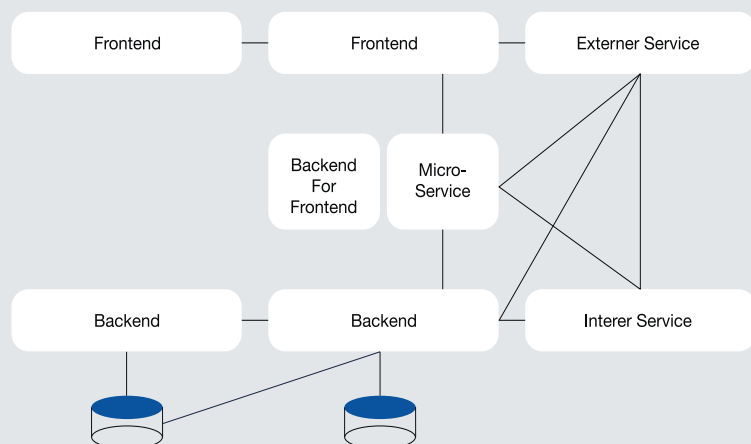 Frontend
Frontend
Externer Service
Backend
For
Frontend
Micro-
Service
Backend
Backend
Interer Service